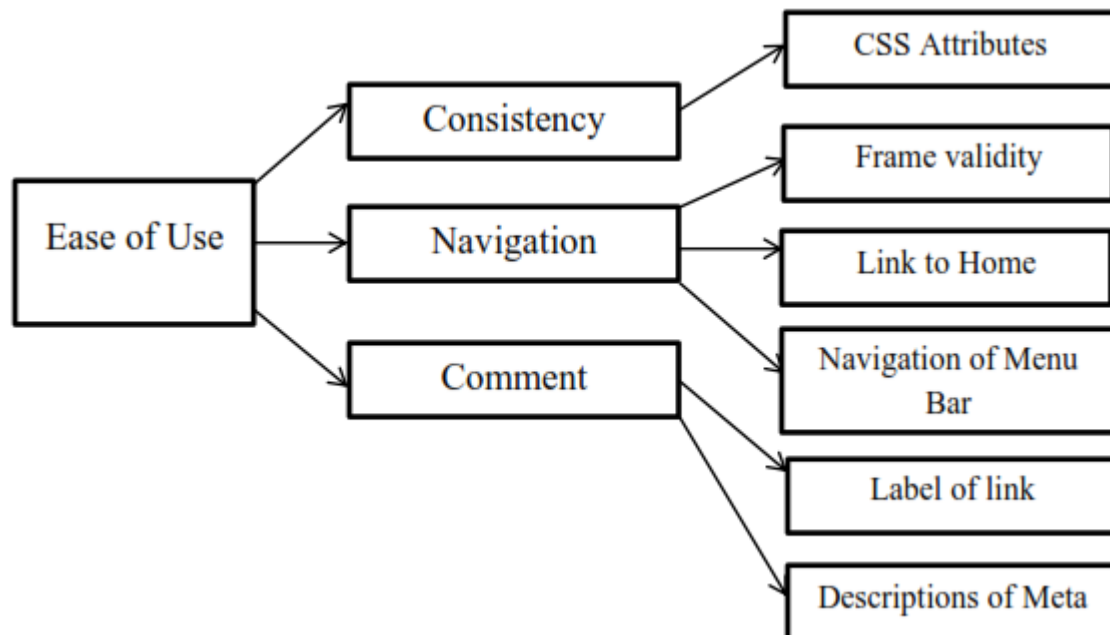 CSS Attributes
Consistency
Frame validity
Ease of Use
Navigation
Link to Home
Navigation of Menu
Bar
Comment
Label of link
Descriptions of Meta